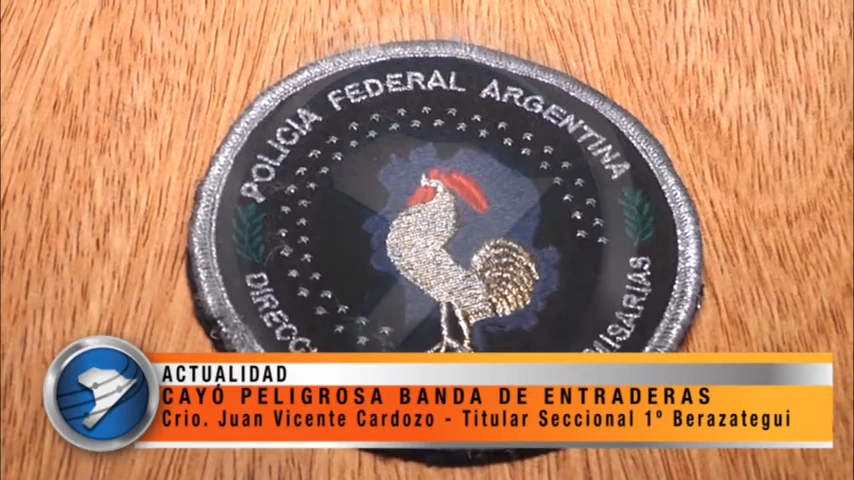 POLICIA FEDERAL ARGENTINA
ACTUALIDAD
CAYÓ PELIGROSA BANDA DE ENTRADERAS
Crio. Juan Vicente Cardozo - Titular Seccional 1º Berazategui